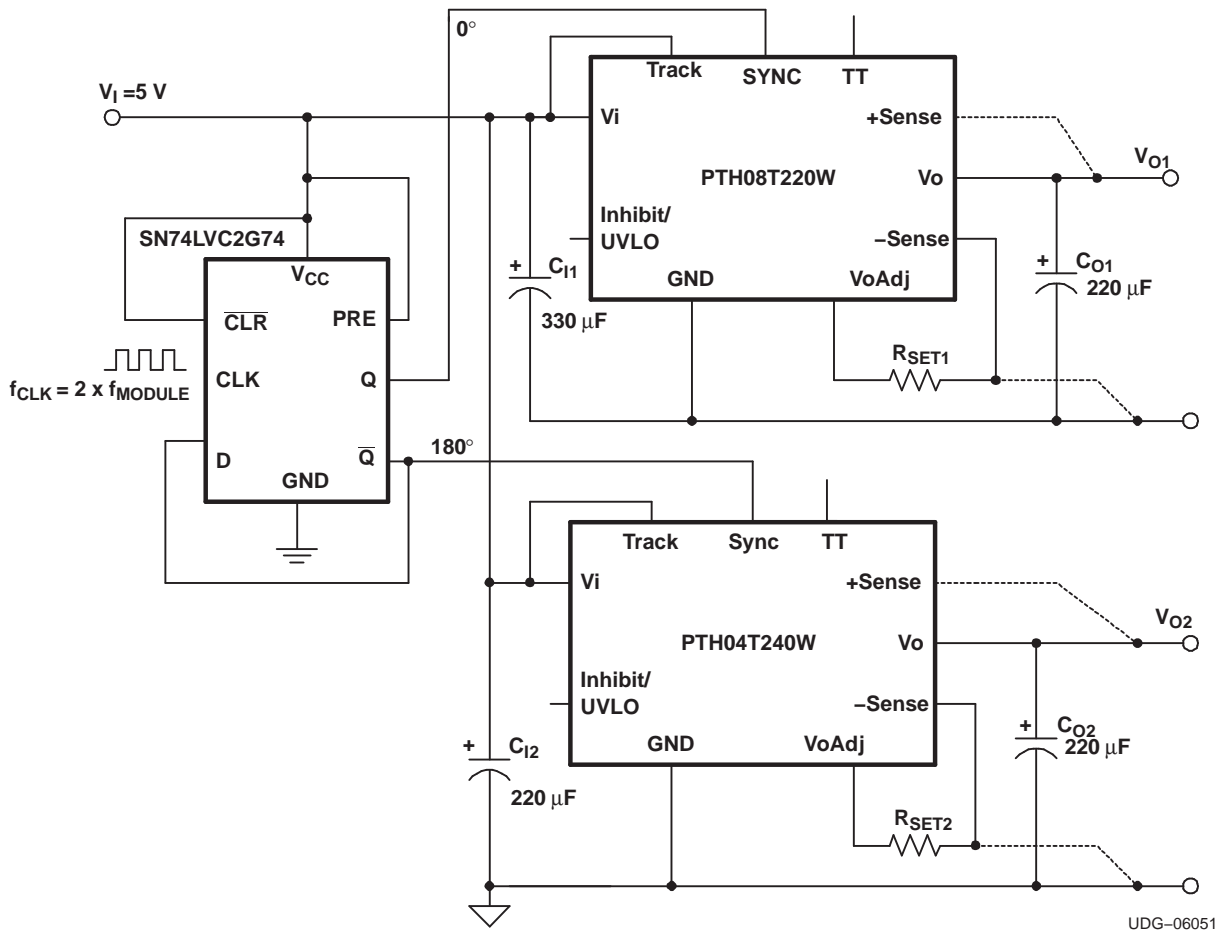 0°
Track
SYNC
TT
V_I =5 V
Vi
+Sense
V_O1
PTH08T220W
Vo
Inhibit/
UVLO
–Sense
SN74LVC2G74
V_CC
+
C_I1
330 μF
GND
VoAdj
+
C_O1
220 μF
CLR
PRE
R_SET1
CLK
Q
f_CLK = 2 x f_MODULE
D
Q
180°
GND
Track
Sync
TT
Vi
+Sense
V_O2
PTH04T240W
Vo
Inhibit/
UVLO
–Sense
+
C_I2
220 μF
GND
VoAdj
+
C_O2
220 μF
R_SET2
UDG–06051